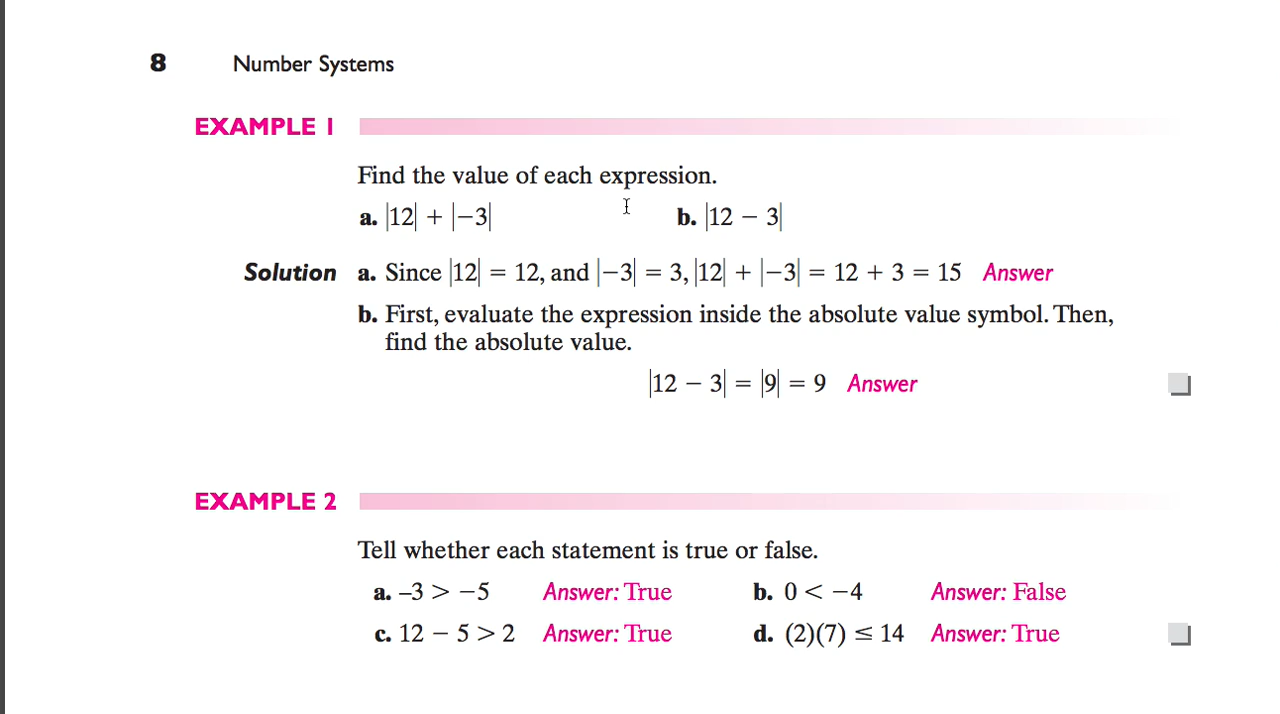 8 Number Systems
EXAMPLE 1
Find the value of each expression.
a. |12| + |−3| b. |12 − 3|
Solution a. Since |12| = 12, and |−3| = 3, |12| + |−3| = 12 + 3 = 15 Answer
b. First, evaluate the expression inside the absolute value symbol. Then,
find the absolute value.
|12 − 3| = |9| = 9 Answer
EXAMPLE 2
Tell whether each statement is true or false.
a. –3 > −5 Answer: True b. 0 < −4 Answer: False
c. 12 − 5 > 2 Answer: True d. (2)(7) ≤ 14 Answer: True